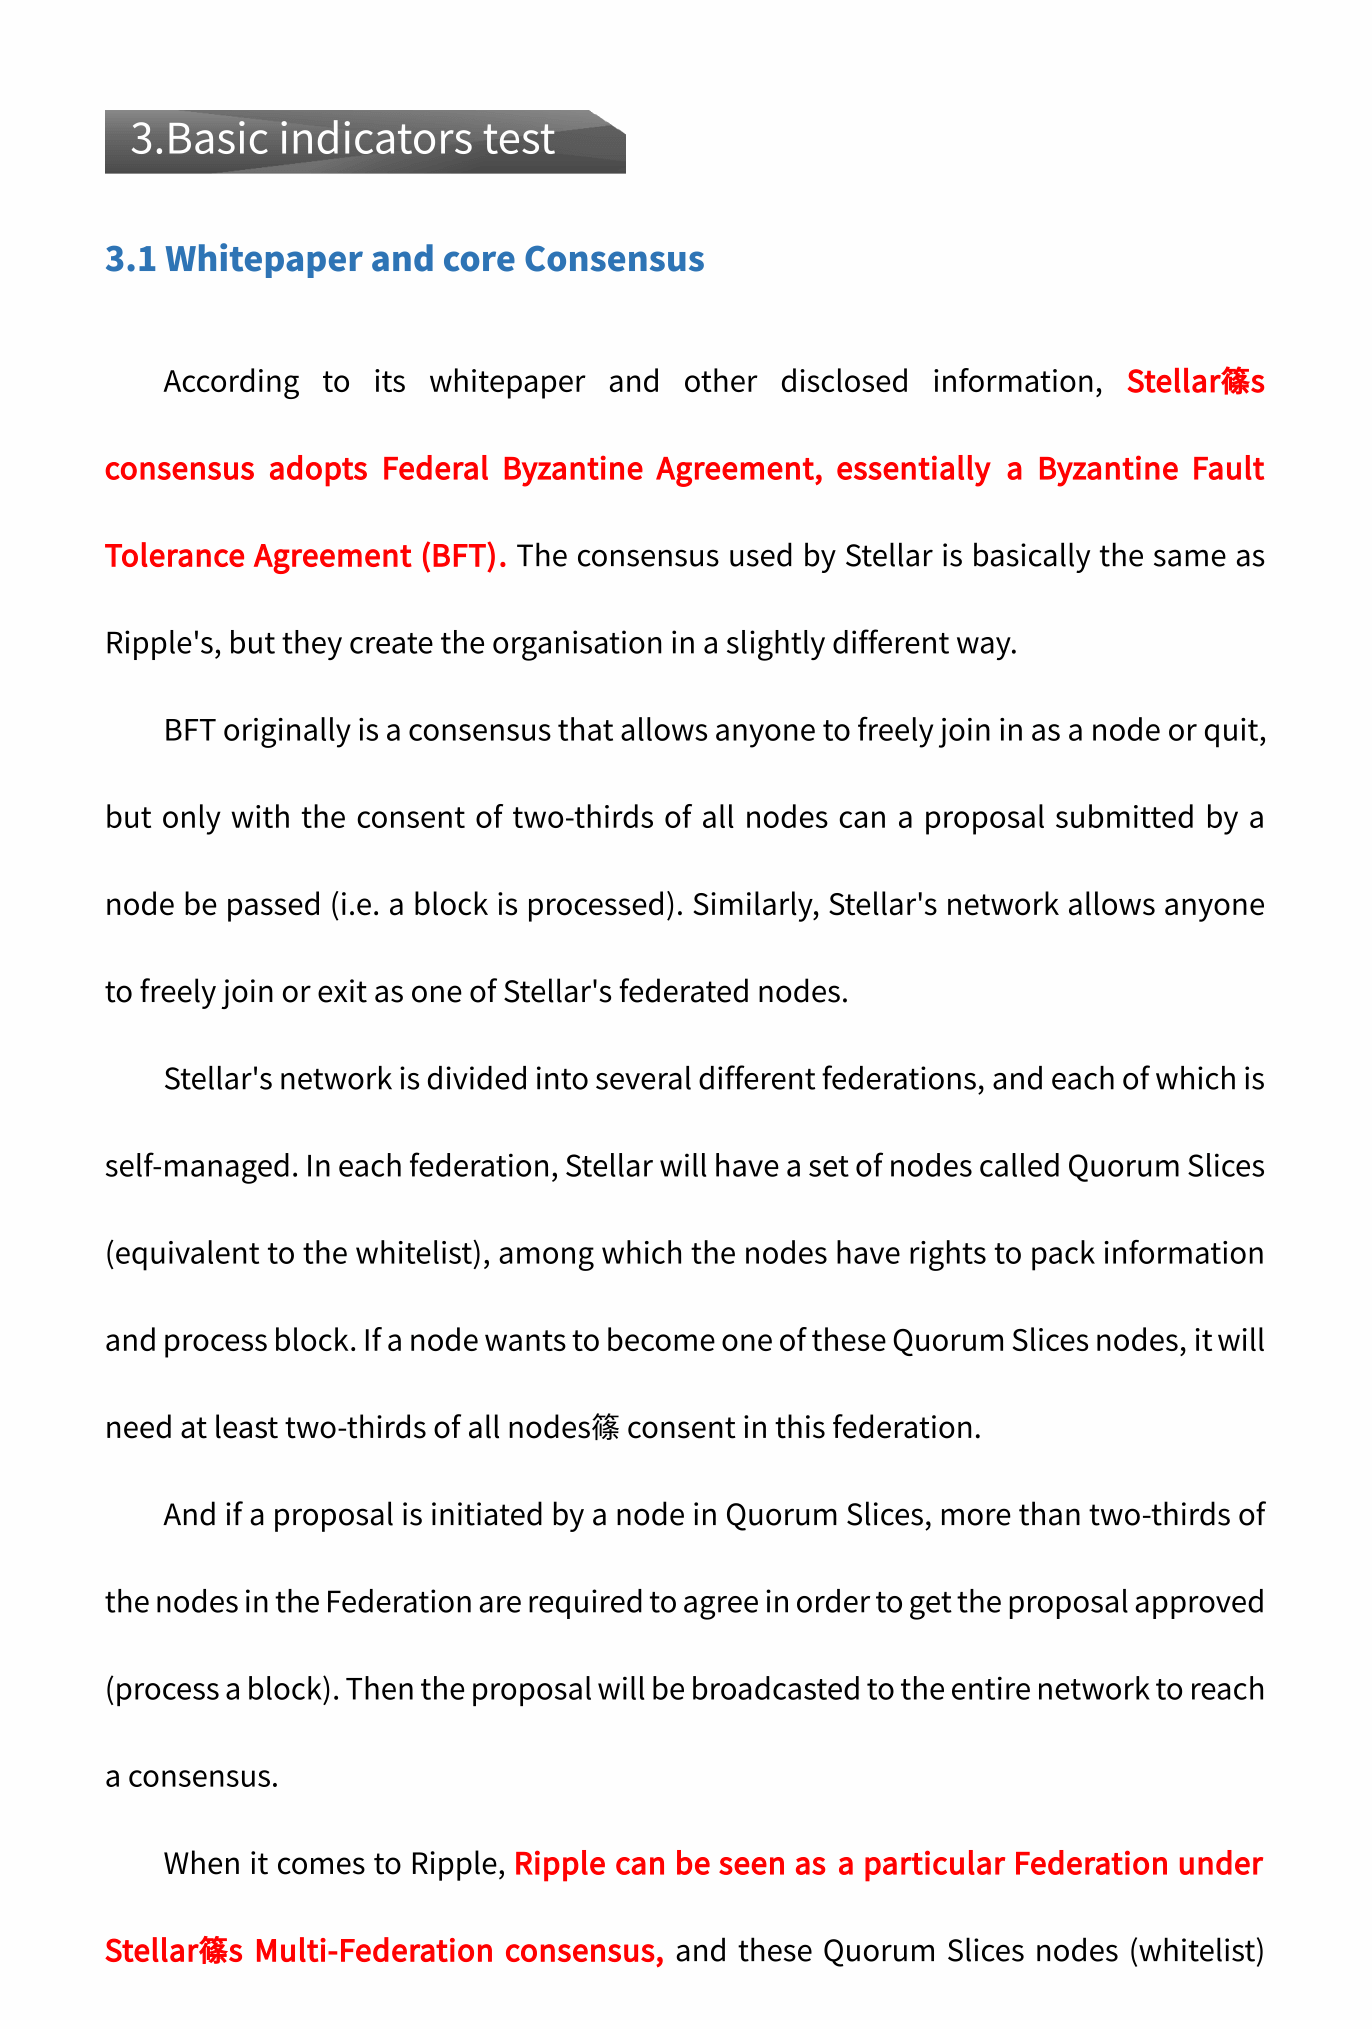 3.Basic indicators test
3.1 Whitepaper and core Consensus
According to its whitepaper and other disclosed information, Stellar篠s
consensus adopts Federal Byzantine Agreement, essentially a Byzantine Fault
Tolerance Agreement (BFT). The consensus used by Stellar is basically the same as
Ripple's, but they create the organisation in a slightly different way.
BFT originally is a consensus that allows anyone to freely join in as a node or quit,
but only with the consent of two-thirds of all nodes can a proposal submitted by a
node be passed (i.e. a block is processed). Similarly, Stellar's network allows anyone
to freely join or exit as one of Stellar's federated nodes.
Stellar's network is divided into several different federations, and each of which is
self-managed. In each federation, Stellar will have a set of nodes called Quorum Slices
(equivalent to the whitelist), among which the nodes have rights to pack information
and process block. If a node wants to become one of these Quorum Slices nodes, it will
need at least two-thirds of all nodes篠 consent in this federation.
And if a proposal is initiated by a node in Quorum Slices, more than two-thirds of
the nodes in the Federation are required to agree in order to get the proposal approved
(process a block). Then the proposal will be broadcasted to the entire network to reach
a consensus.
When it comes to Ripple, Ripple can be seen as a particular Federation under
Stellar篠s Multi-Federation consensus, and these Quorum Slices nodes (whitelist)